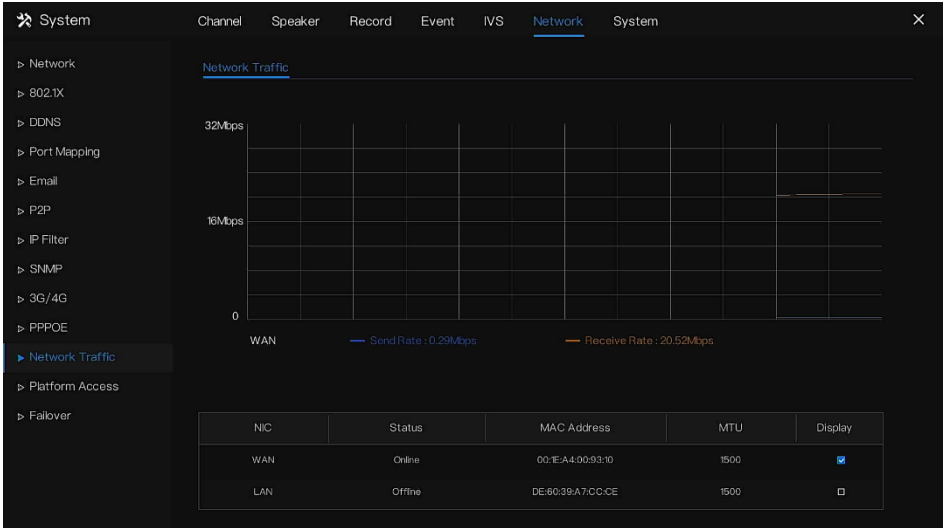 System Channel Speaker Record Event IVS Network System
Network
802.1X
DDNS
Port Mapping
Email
P2P
IP Filter
SNMP
3G/4G
PPPOE
Network Traffic
Platform Access
Failover
Network Traffic
32Mbps
16Mbps
0
WAN Send Rate : 0.29Mbps Receive Rate : 20.52Mbps
NIC Status MAC Address MTU Display
WAN Online 00:1E:A4:00:93:10 1500
LAN Offline DE:60:39:A7:CC:CE 1500